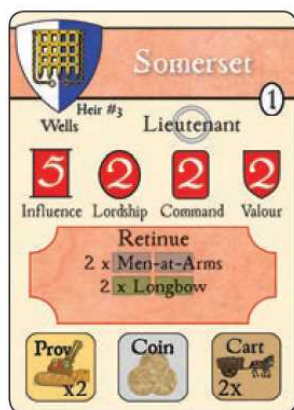 Somerset
1
Heir #3
Wells
Lieutenant
5 2 2 2
Influence Lordship Command Valour
Retinue
2 x Men-at-Arms
2 x Longbow
Prov Coin Cart
x2 2x